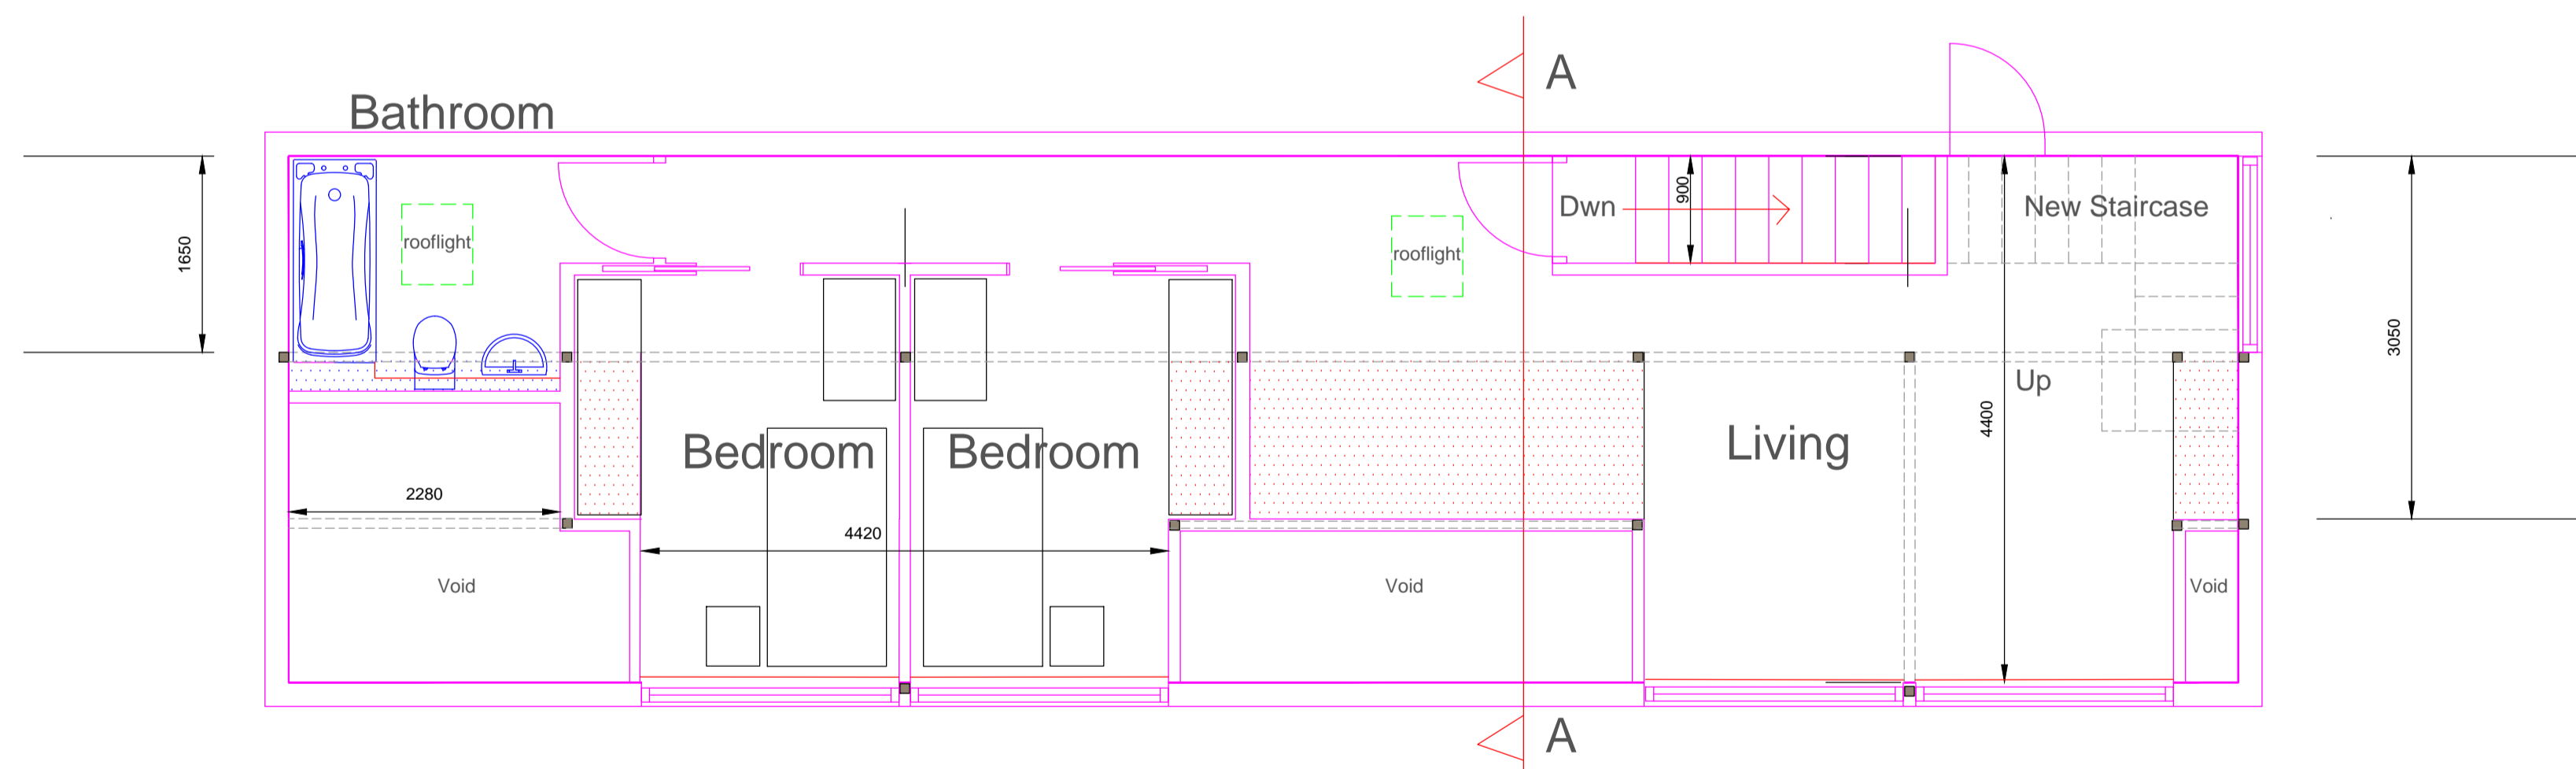 A
Bathroom
Dwn
900
New Staircase
rooflight
rooflight
1650
3050
Up
4400
Bedroom
Bedroom
Living
2280
4420
Void
Void
Void
A